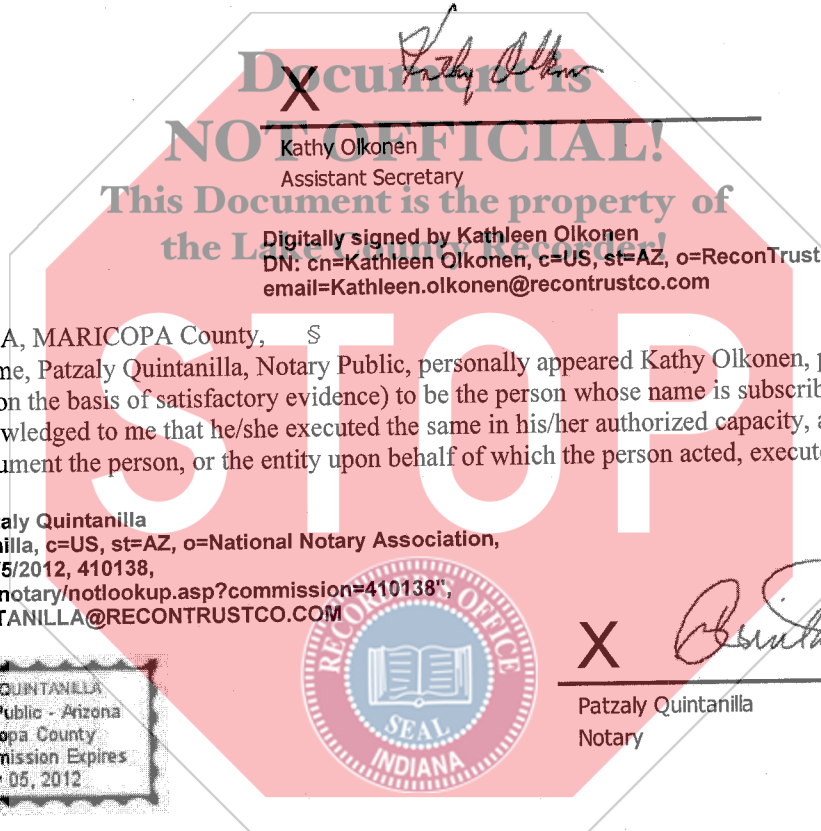 Kathy Olkonen
X
Document is
NOT OFFICIAL!
Kathy Olkonen
Assistant Secretary
This Document is the property of
the Lake County Recorder!
Digitally signed by Kathleen Olkonen
DN: cn=Kathleen Olkonen, c=US, st=AZ, o=ReconTrust
email=Kathleen.olkonen@recontrustco.com
STOP
A, MARICOPA County, §
me, Patzaly Quintanilla, Notary Public, personally appeared Kathy Olkonen, p
on the basis of satisfactory evidence) to be the person whose name is subscrib
wledged to me that he/she executed the same in his/her authorized capacity, a
ument the person, or the entity upon behalf of which the person acted, execute
zaly Quintanilla
nilla, c=US, st=AZ, o=National Notary Association,
5/2012, 410138,
notary/notlookup.asp?commission=410138",
TANILLA@RECONTRUSTCO.COM
RECORDER'S OFFICE
SEAL
INDIANA
QUINTANILLA
Public - Arizona
opa County
mission Expires
05, 2012
X
Patzaly Quintanilla
Notary